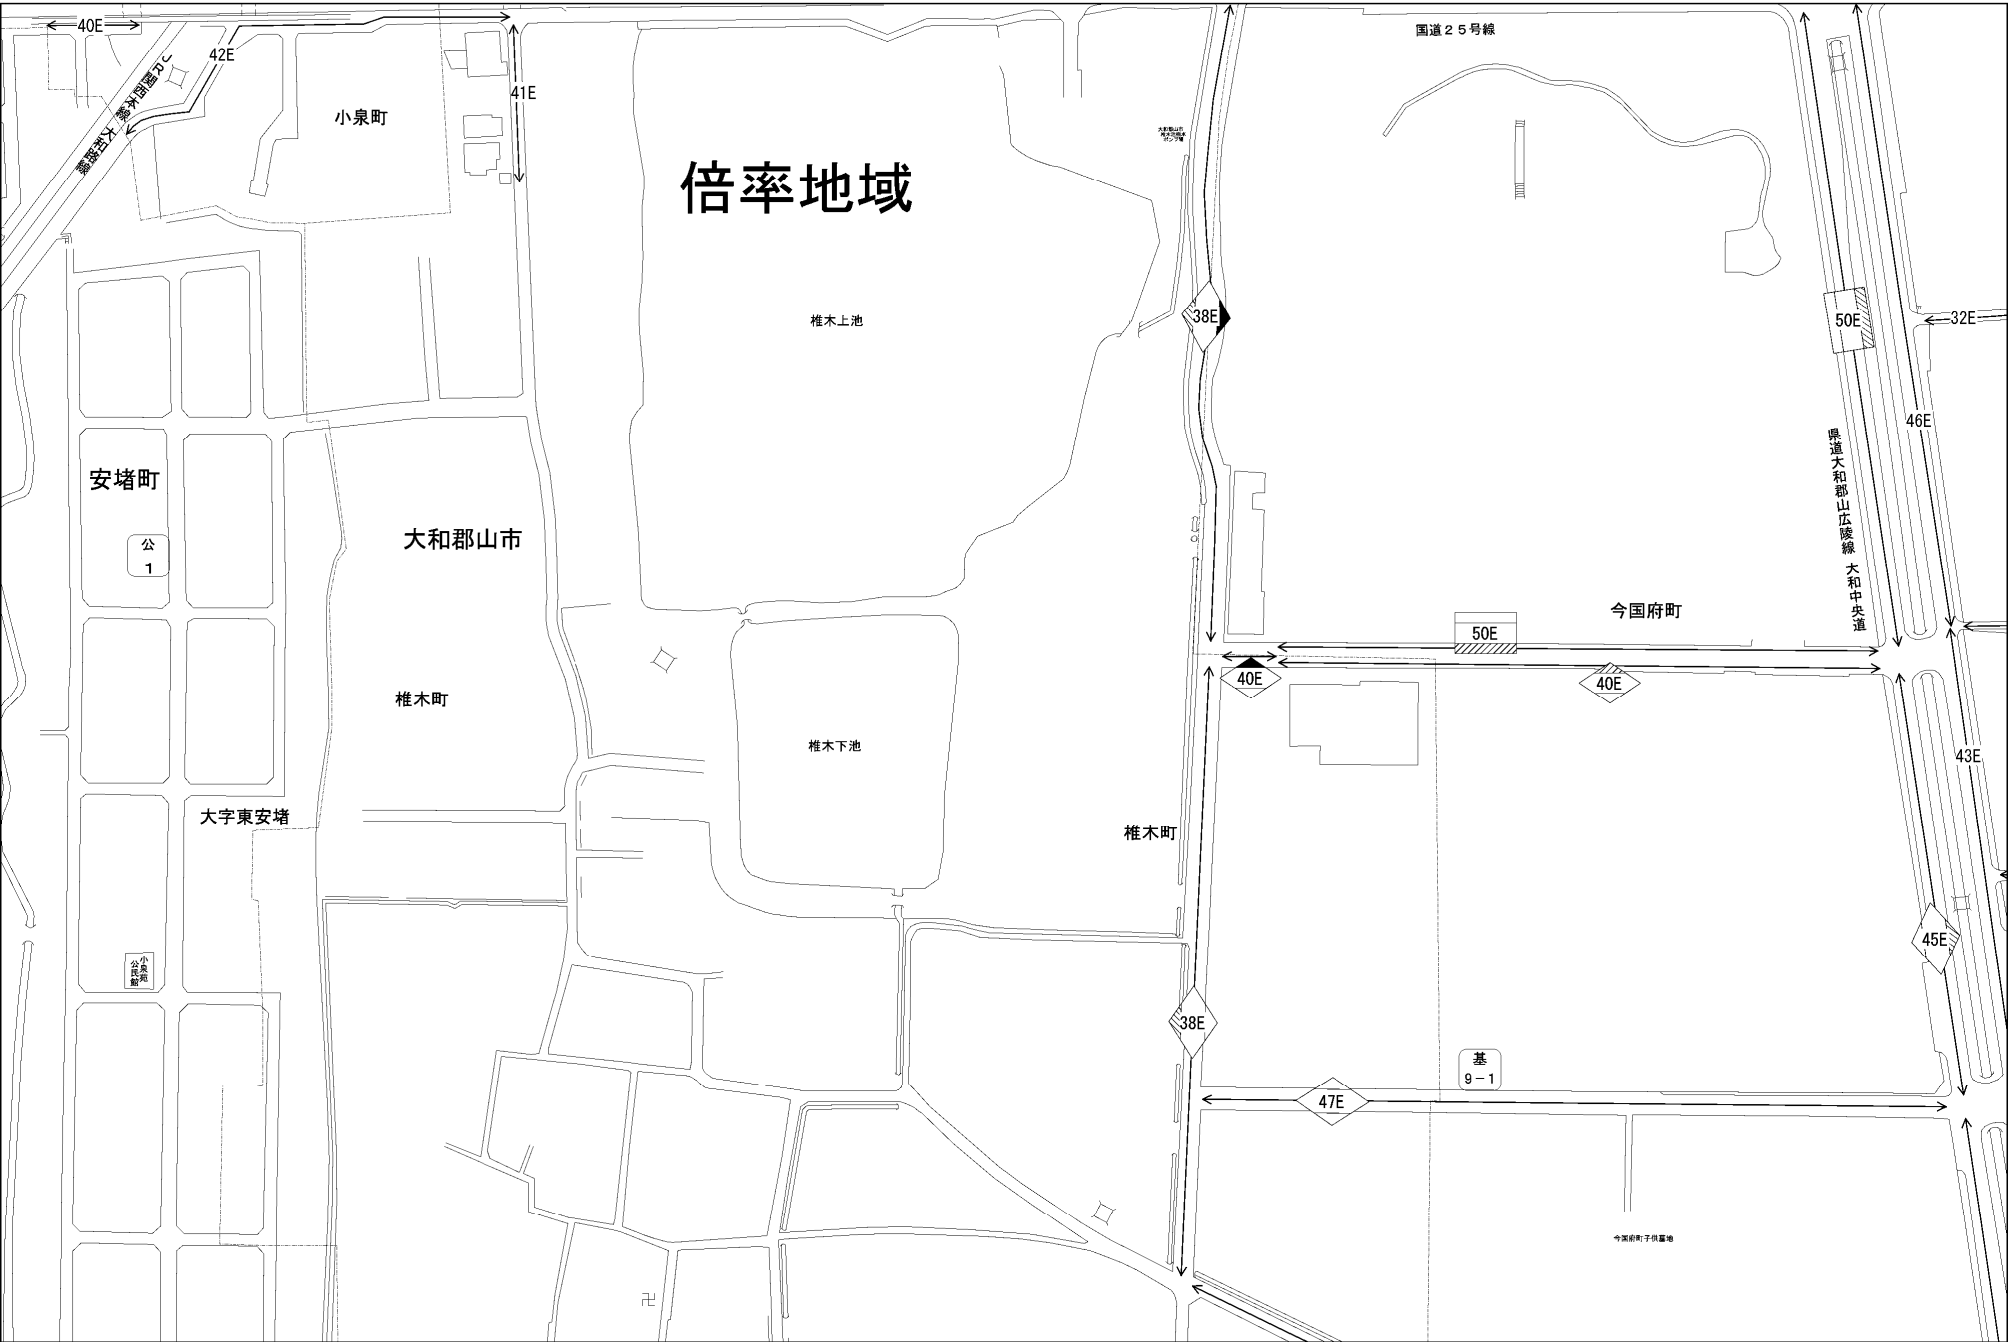 40E
42E
41E
JR関西本線 大和路線
小泉町
倍率地域
国道25号線
椎木上池
38E
50E
32E
46E
県道大和郡山広陵線 大和中央道
安堵町
公
1
大和郡山市
今国府町
50E
40E
40E
椎木町
椎木下池
43E
大字東安堵
椎木町
45E
小泉苑
公民館
38E
基
9-1
47E
今国府町子供墓地
卍